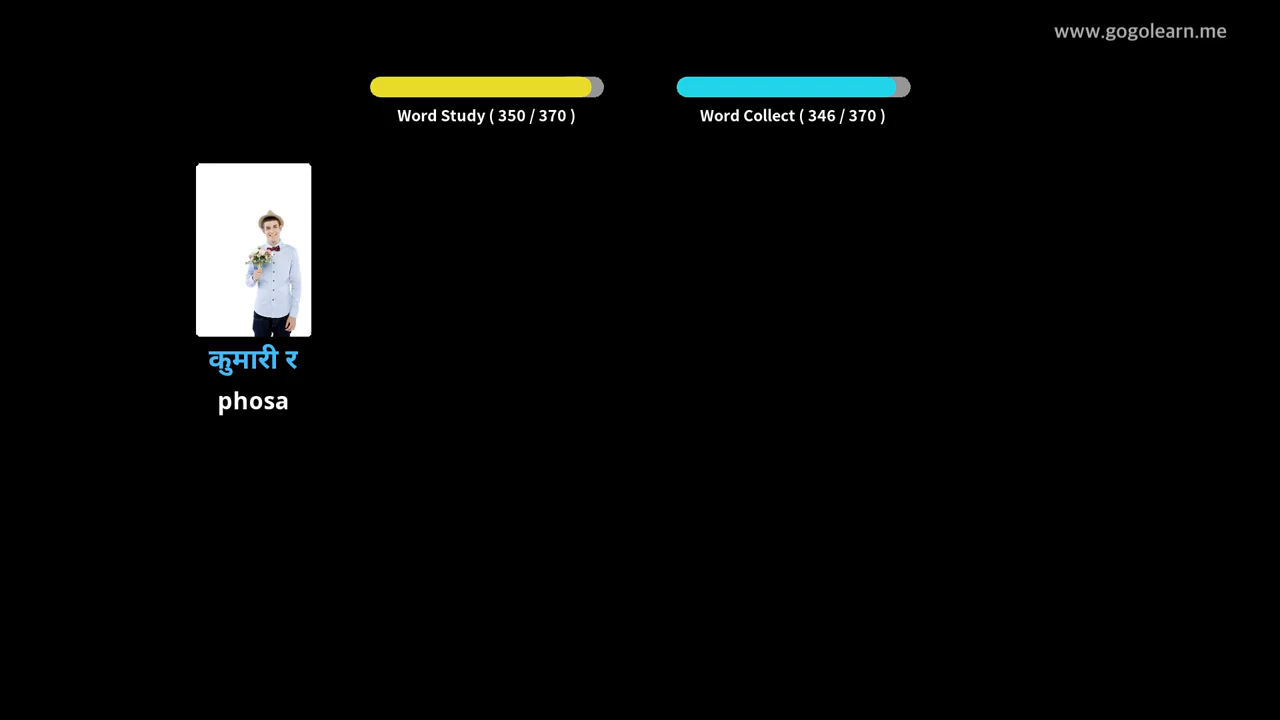 www.gogolearn.me
Word Study ( 350 / 370 )
Word Collect ( 346 / 370 )
कुमारी र
phosa